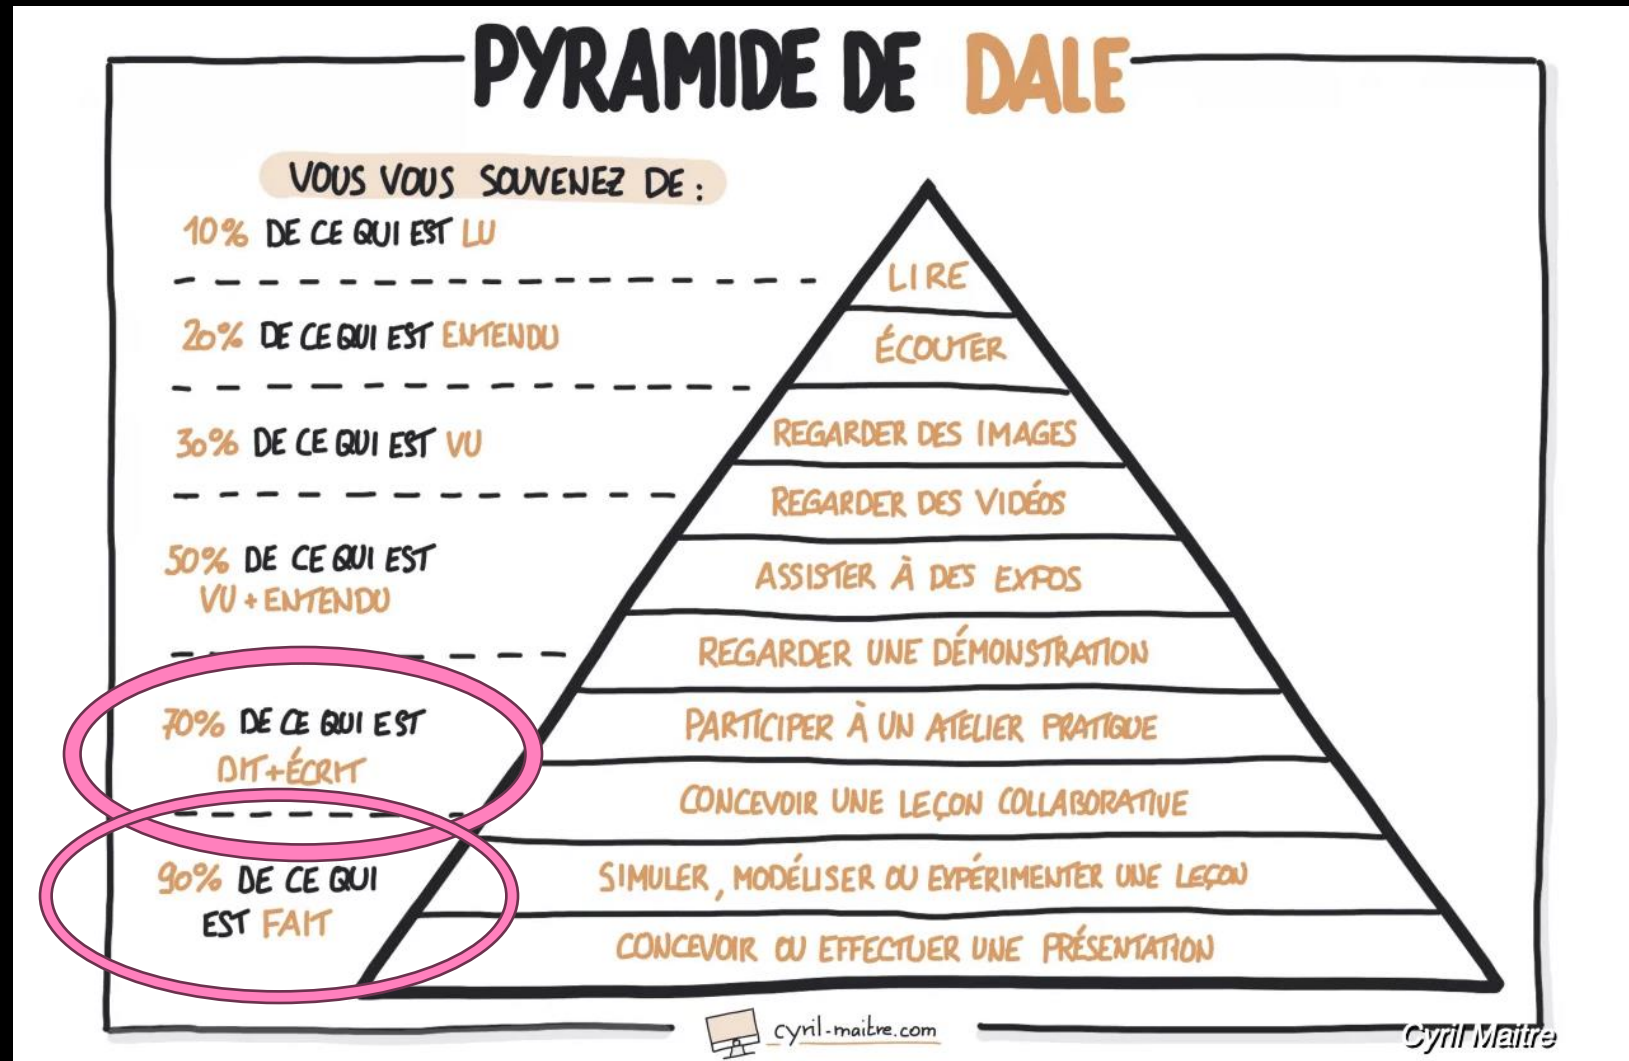 PYRAMIDE DE DALE
VOUS VOUS SOUVENEZ DE :
10% DE CE QUI EST LU
20% DE CE QUI EST ENTENDU
30% DE CE QUI EST VU
50% DE CE QUI EST
VU + ENTENDU
70% DE CE QUI EST
DIT+ÉCRIT
90% DE CE QUI
EST FAIT
LIRE
ÉCOUTER
REGARDER DES IMAGES
REGARDER DES VIDÉOS
ASSISTER À DES EXPOS
REGARDER UNE DÉMONSTRATION
PARTICIPER À UN ATELIER PRATIQUE
CONCEVOIR UNE LEÇON COLLABORATIVE
SIMULER, MODÉLISER OU EXPÉRIMENTER UNE LEÇON
CONCEVOIR OU EFFECTUER UNE PRÉSENTATION
cyril-maitre.com
Cyril Maitre